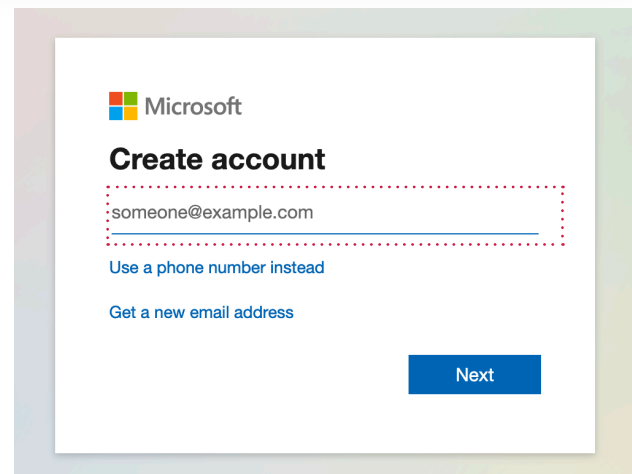 Microsoft
Create account
someone@example.com
Use a phone number instead
Get a new email address
Next